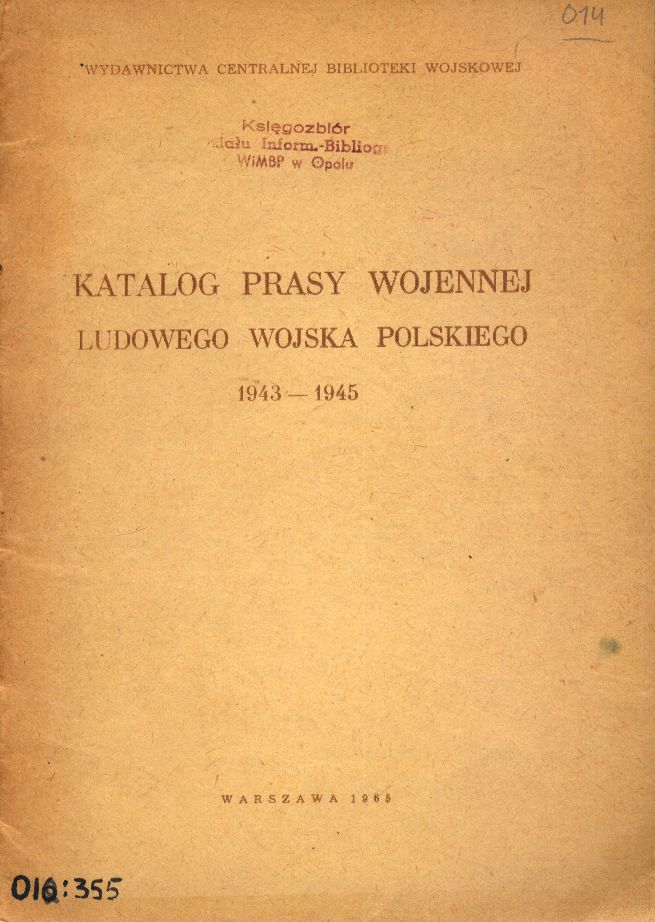 014
WYDAWNICTWA CENTRALNEJ BIBLIOTEKI WOJSKOWEJ
Księgozbiór
Inform.-Bibliogr
WiMBP w Opolu
KATALOG PRASY WOJENNEJ
LUDOWEGO WOJSKA POLSKIEGO
1943 — 1945
WARSZAWA 1965
016:355